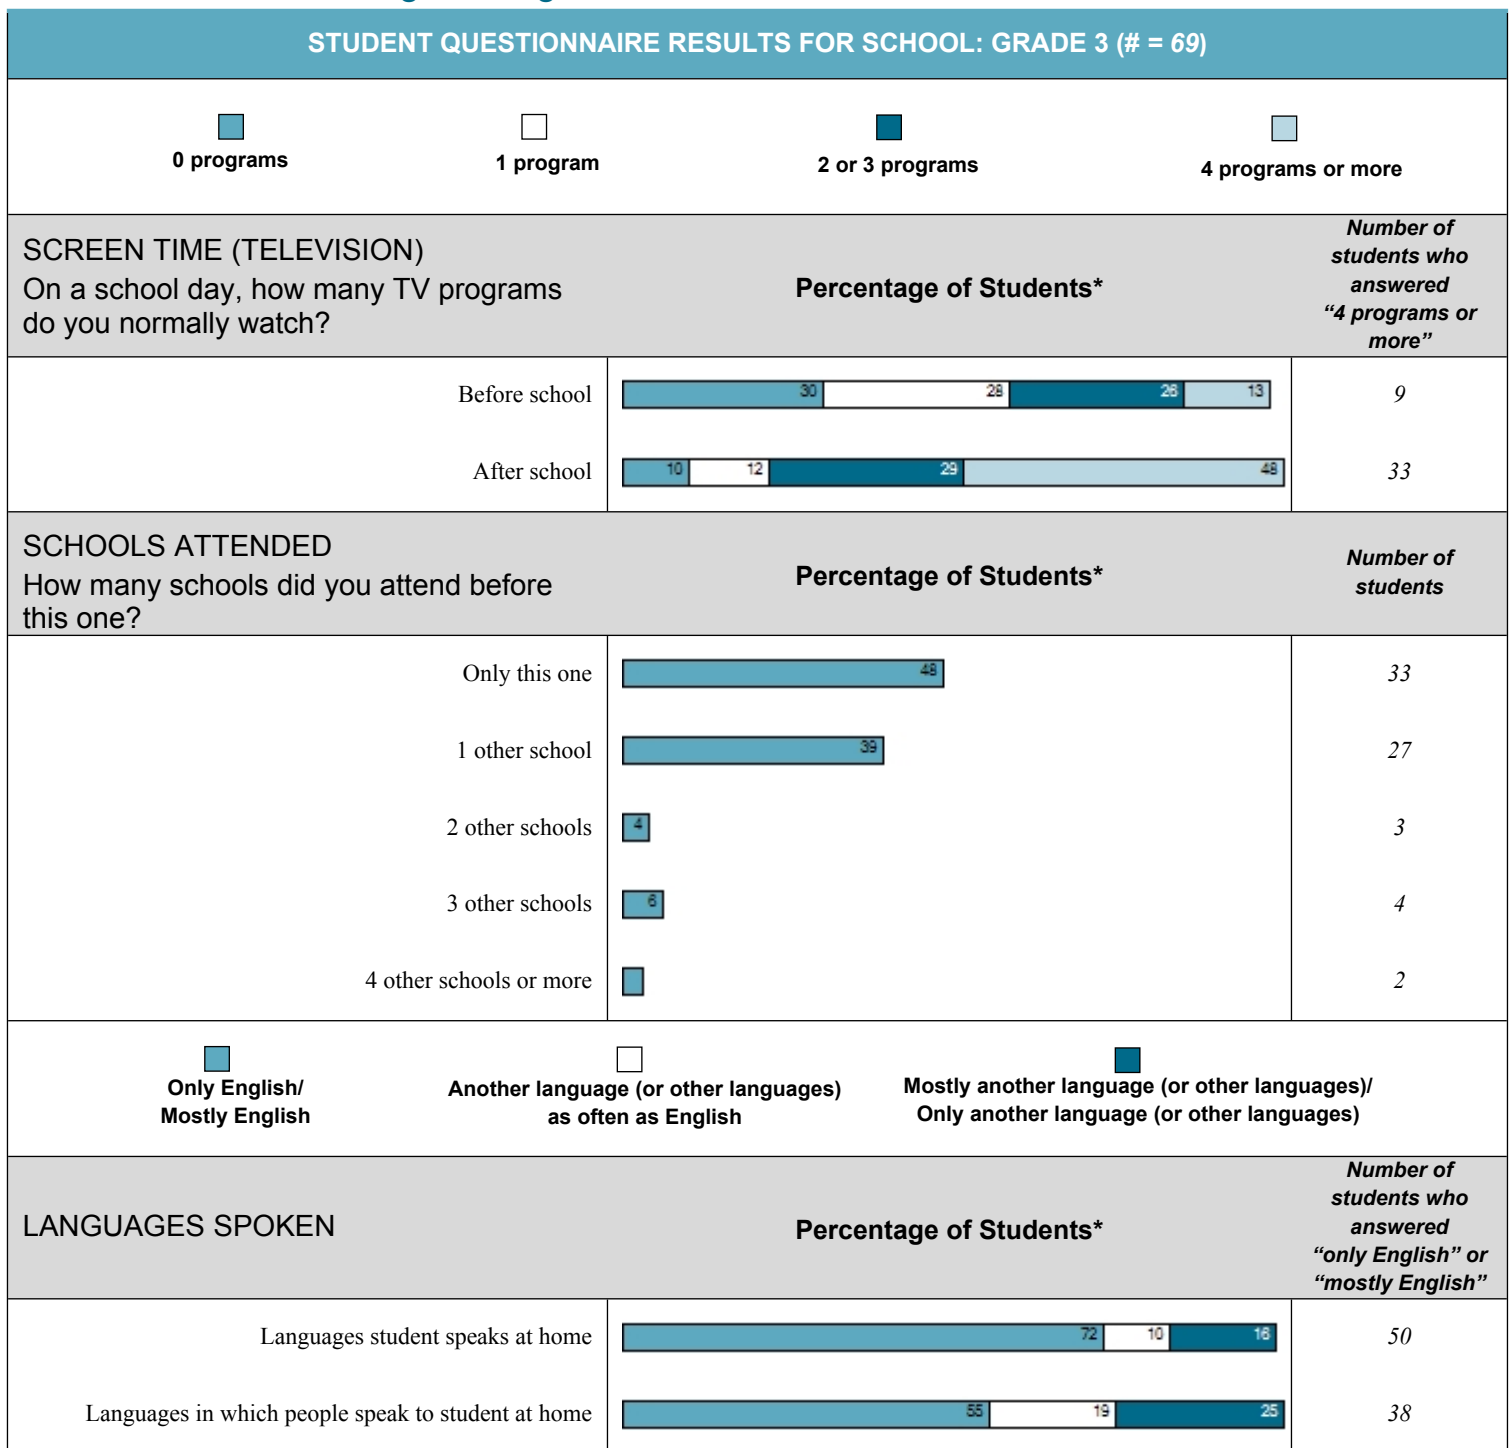 STUDENT QUESTIONNAIRE RESULTS FOR SCHOOL: GRADE 3 (# = 69)
0 programs
1 program
2 or 3 programs
4 programs or more
SCREEN TIME (TELEVISION)
On a school day, how many TV programs
do you normally watch?
Percentage of Students*
Number of
students who
answered
“4 programs or
more”
Before school
30 28 26 13
9
After school
10 12 29 48
33
SCHOOLS ATTENDED
How many schools did you attend before
this one?
Percentage of Students*
Number of
students
Only this one
48
33
1 other school
39
27
2 other schools
4
3
3 other schools
6
4
4 other schools or more
2
Only English/
Mostly English
Another language (or other languages)
as often as English
Mostly another language (or other languages)/
Only another language (or other languages)
LANGUAGES SPOKEN
Percentage of Students*
Number of
students who
answered
“only English” or
“mostly English”
Languages student speaks at home
72 10 16
50
Languages in which people speak to student at home
55 19 25
38